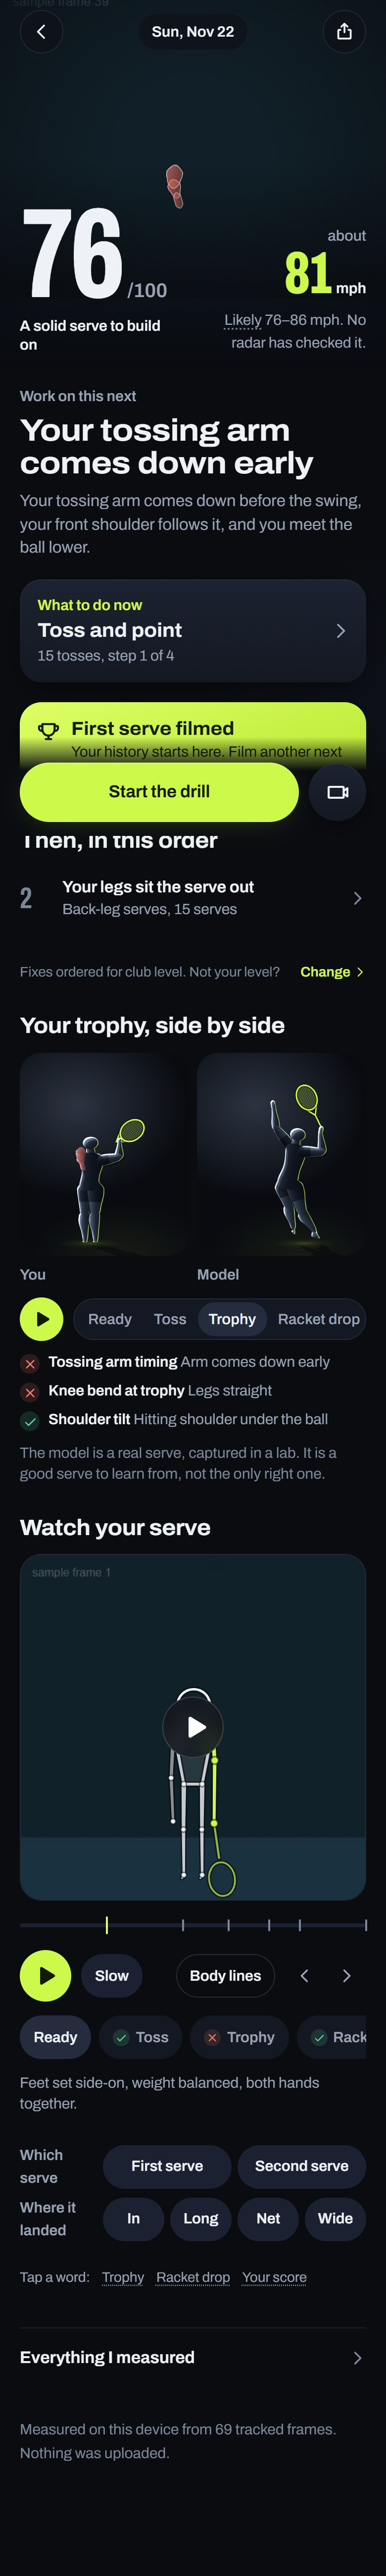 sample frame 39
Sun, Nov 22
76 /100
A solid serve to build
on
about
81 mph
Likely 76–86 mph. No
radar has checked it.
Work on this next
Your tossing arm
comes down early
Your tossing arm comes down before the swing,
your front shoulder follows it, and you meet the
ball lower.
What to do now
Toss and point
15 tosses, step 1 of 4
First serve filmed
Your history starts here. Film another next
Start the drill
Then, in this order
2
Your legs sit the serve out
Back-leg serves, 15 serves
Fixes ordered for club level. Not your level? Change
Your trophy, side by side
You Model
Ready Toss Trophy Racket drop
Tossing arm timing Arm comes down early
Knee bend at trophy Legs straight
Shoulder tilt Hitting shoulder under the ball
The model is a real serve, captured in a lab. It is a
good serve to learn from, not the only right one.
Watch your serve
sample frame 1
Slow Body lines
Ready Toss Trophy Rack
Feet set side-on, weight balanced, both hands
together.
Which
serve
First serve Second serve
Where it
landed
In Long Net Wide
Tap a word: Trophy Racket drop Your score
Everything I measured
Measured on this device from 69 tracked frames.
Nothing was uploaded.